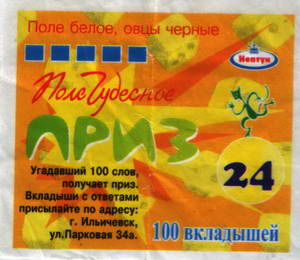 Поле белое, овцы черные
Нептун
Поле Чудесное
ПРИЗ
Угадавший 100 слов,
получает приз.
Вкладыши с ответами
присылайте по адресу:
г. Ильичевск,
ул.Парковая 34а.
24
100 вкладышей